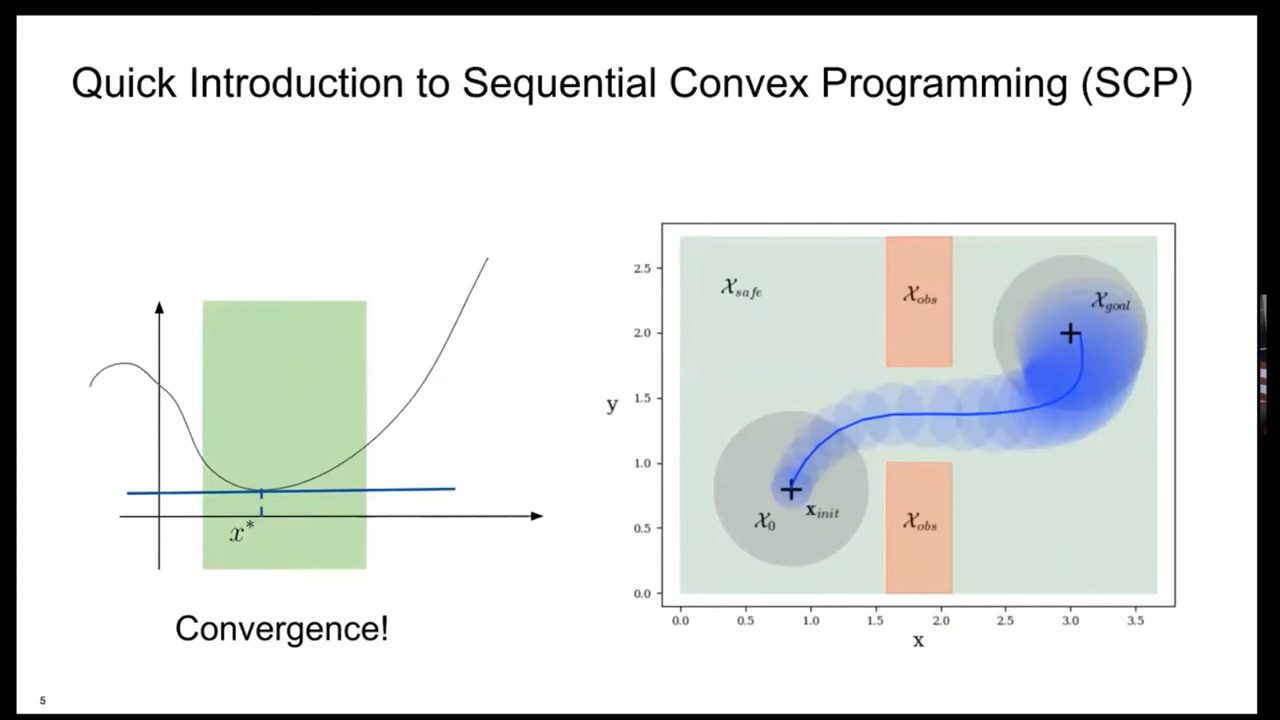 Quick Introduction to Sequential Convex Programming (SCP)
x*
Convergence!
2.5
2.0
1.5
1.0
0.5
0.0
y
𝒳safe
𝒳obs
𝒳goal
𝒳0
xinit
𝒳obs
0.0 0.5 1.0 1.5 2.0 2.5 3.0 3.5
x
5